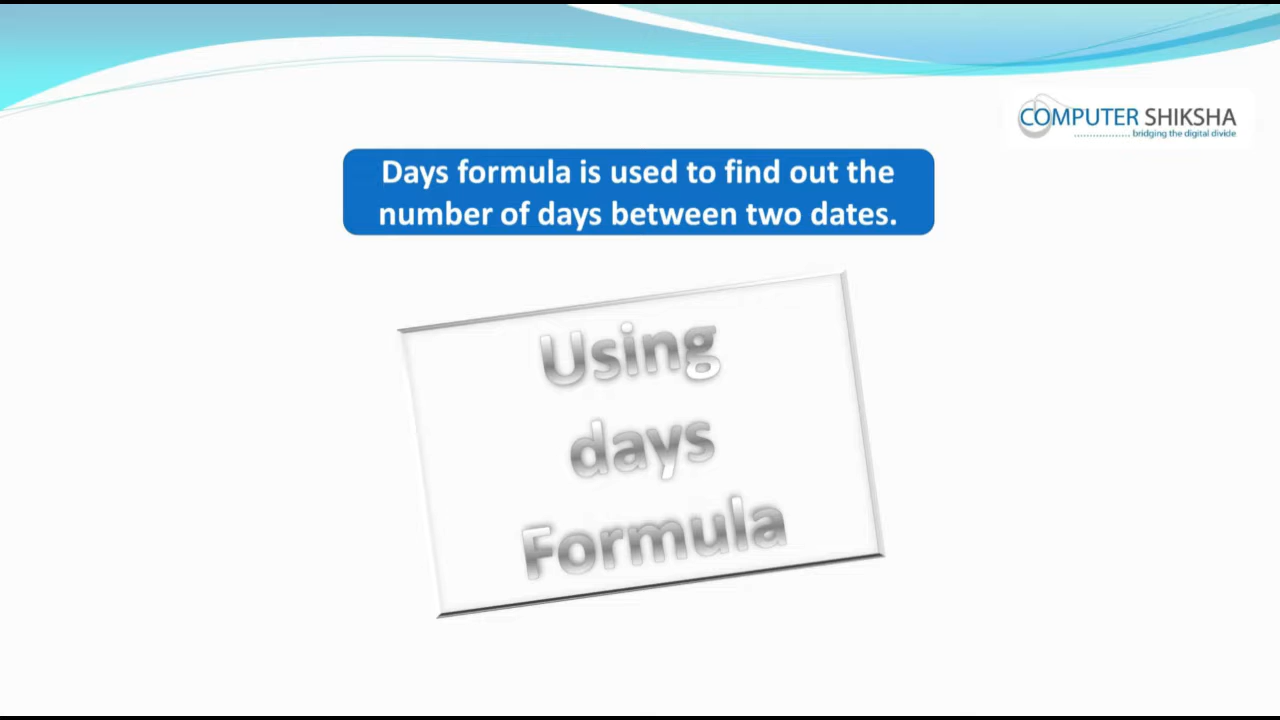 COMPUTER SHIKSHA
bridging the digital divide
Days formula is used to find out the
number of days between two dates.
Using
days
Formula